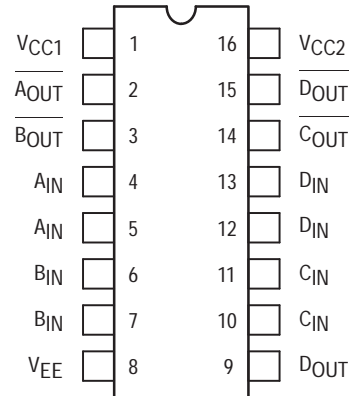 VCC1 1 16 VCC2
AOUT 2 15 DOUT
BOUT 3 14 COUT
AIN 4 13 DIN
AIN 5 12 DIN
BIN 6 11 CIN
BIN 7 10 CIN
VEE 8 9 DOUT